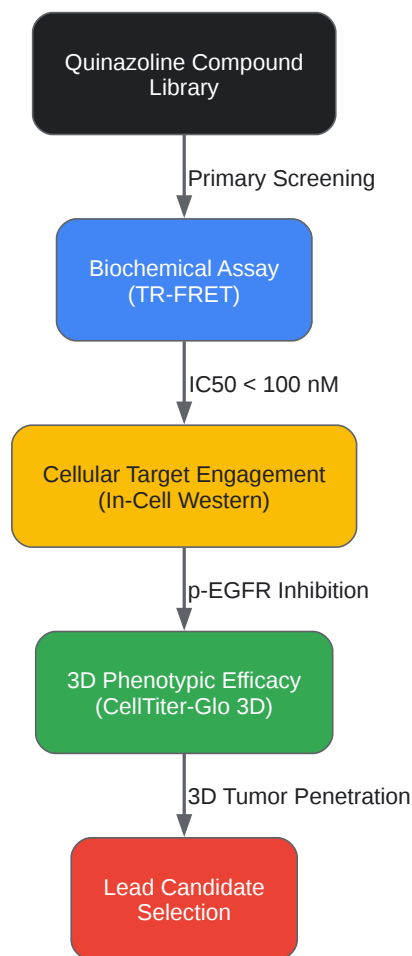 Quinazoline Compound
Library
Primary Screening
Biochemical Assay
(TR-FRET)
IC50 < 100 nM
Cellular Target Engagement
(In-Cell Western)
p-EGFR Inhibition
3D Phenotypic Efficacy
(CellTiter-Glo 3D)
3D Tumor Penetration
Lead Candidate
Selection